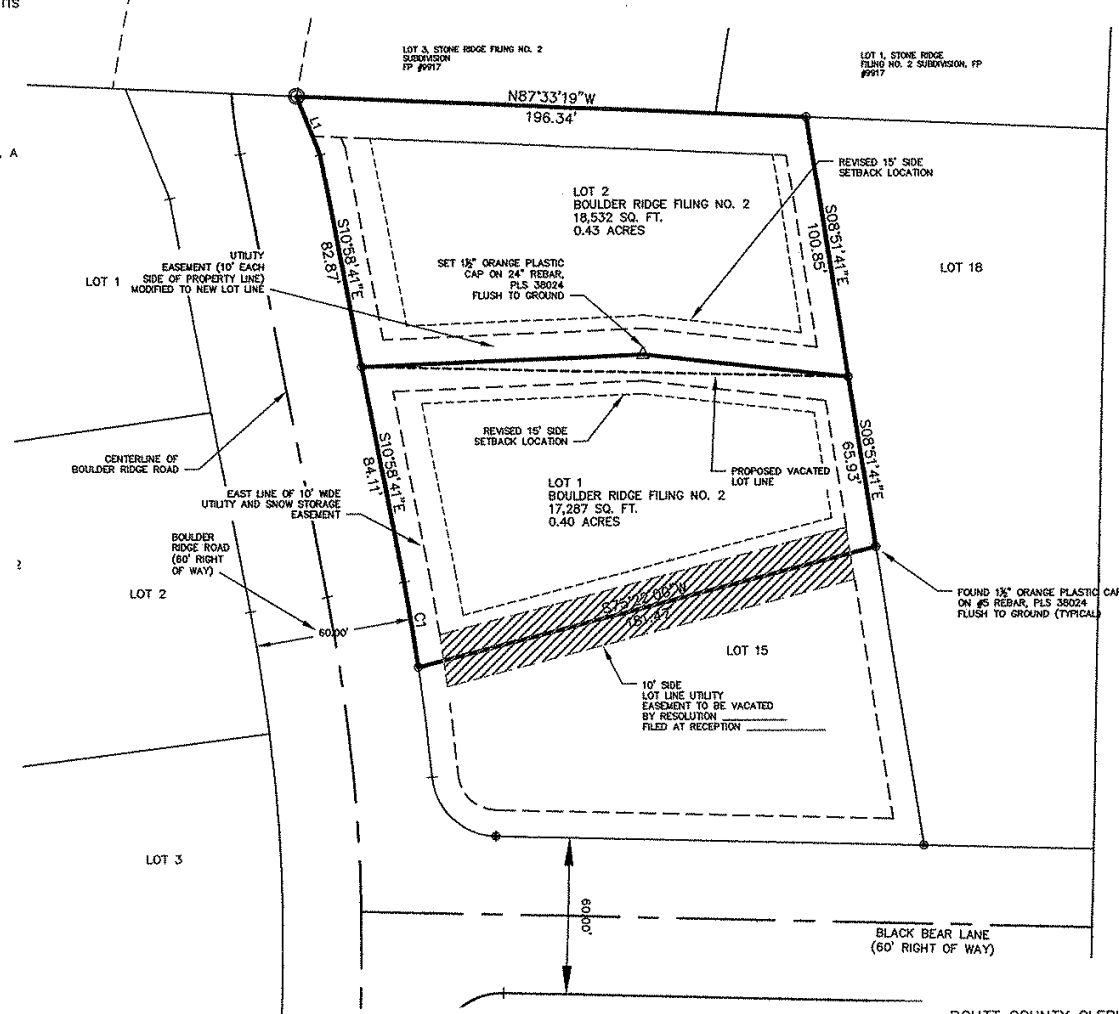 LOT 3, STONE RIDGE FILING NO. 2
SUBDIVISION
FP #9917
LOT 1, STONE RIDGE
FILING NO. 2 SUBDIVISION, FP
#9917
N87°33'19"W
196.34'
L1
, A
REVISED 15' SIDE
SETBACK LOCATION
LOT 2
BOULDER RIDGE FILING NO. 2
18,532 SQ. FT.
0.43 ACRES
S10°58'41"E
82.87'
S08°51'41"E
100.85'
UTILITY
EASEMENT (10' EACH
SIDE OF PROPERTY LINE)
MODIFIED TO NEW LOT LINE
LOT 1
SET 1½" ORANGE PLASTIC
CAP ON 24" REBAR,
PLS 38024
FLUSH TO GROUND
LOT 18
REVISED 15' SIDE
SETBACK LOCATION
PROPOSED VACATED
LOT LINE
S10°58'41"E
84.11'
S08°51'41"E
65.93'
CENTERLINE OF
BOULDER RIDGE ROAD
EAST LINE OF 10' WIDE
UTILITY AND SNOW STORAGE
EASEMENT
LOT 1
BOULDER RIDGE FILING NO. 2
17,287 SQ. FT.
0.40 ACRES
BOULDER
RIDGE ROAD
(60' RIGHT
OF WAY)
2
LOT 2
60.00'
C1
FOUND 1½" ORANGE PLASTIC CAP
ON #5 REBAR, PLS 38024
FLUSH TO GROUND (TYPICAL)
LOT 15
10' SIDE
LOT LINE UTILITY
EASEMENT TO BE VACATED
BY RESOLUTION
FILED AT RECEPTION
LOT 3
60.00'
BLACK BEAR LANE
(60' RIGHT OF WAY)